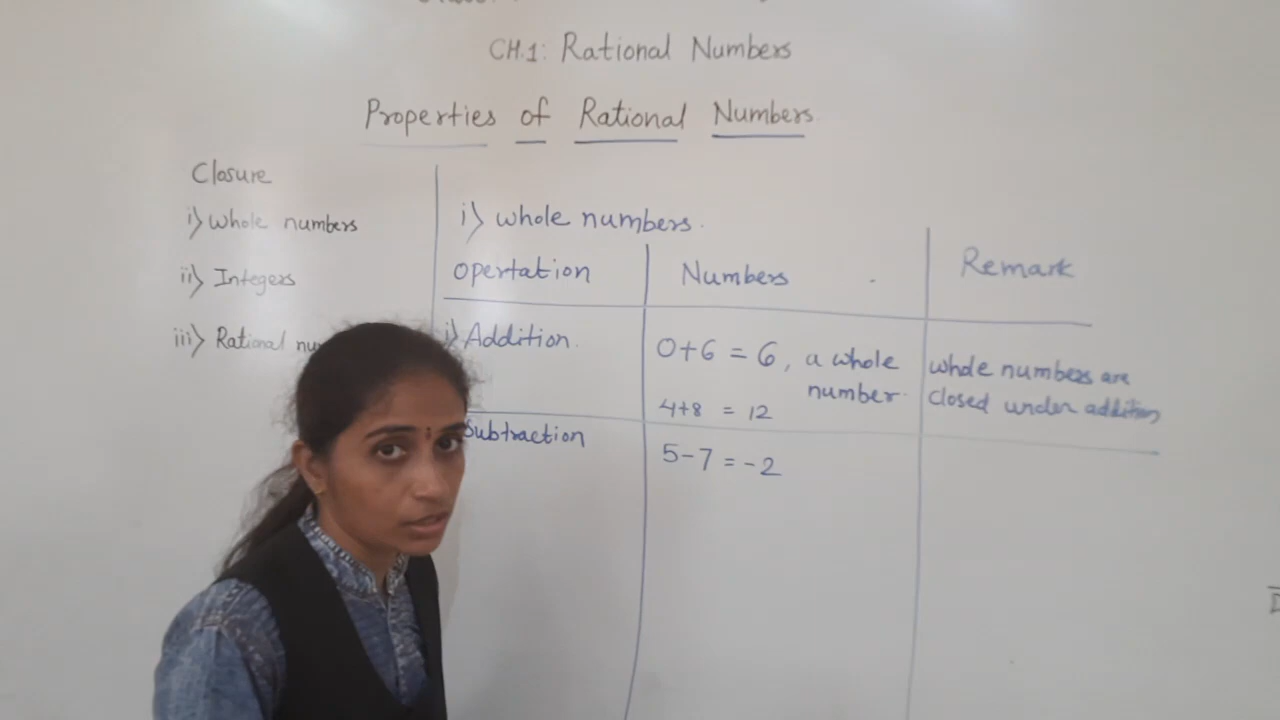 CH.1: Rational Numbers
Properties of Rational Numbers
Closure
i) Whole numbers
ii) Integers
iii) Rational
i) whole numbers.
Opertation
Numbers
Remark
i) Addition.
0+6 = 6, a whole
number.
4+8 = 12
whole numbers are
closed under addition
Subtraction
5-7 = -2